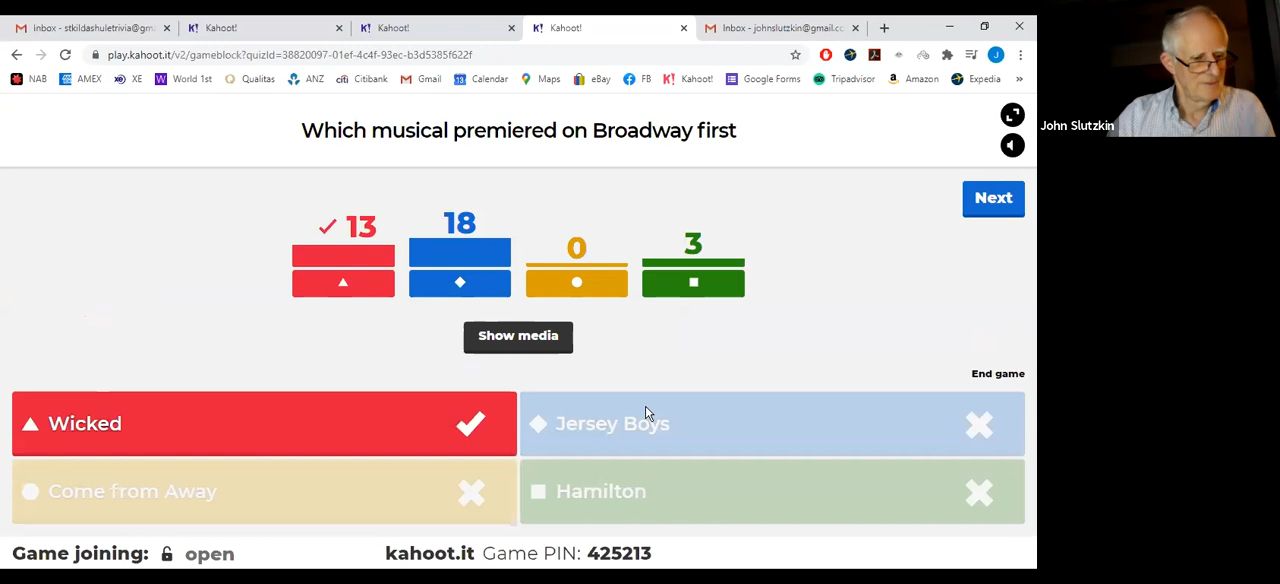 Inbox - stkildashuletrivia@gma
Kahoot!
Kahoot!
Kahoot!
Inbox - johnslutzkin@gmail.co
play.kahoot.it/v2/gameblock?quizId=38820097-01ef-4c4f-93ec-b3d5385f622f
J
NAB
AMEX
XE
World 1st
Qualitas
ANZ
Citibank
Gmail
Calendar
Maps
eBay
FB
Kahoot!
Google Forms
Tripadvisor
Amazon
Expedia
»
Which musical premiered on Broadway first
John Slutzkin
Next
13
18
0
3
Show media
End game
Wicked
Jersey Boys
Come from Away
Hamilton
Game joining: open
kahoot.it Game PIN: 425213